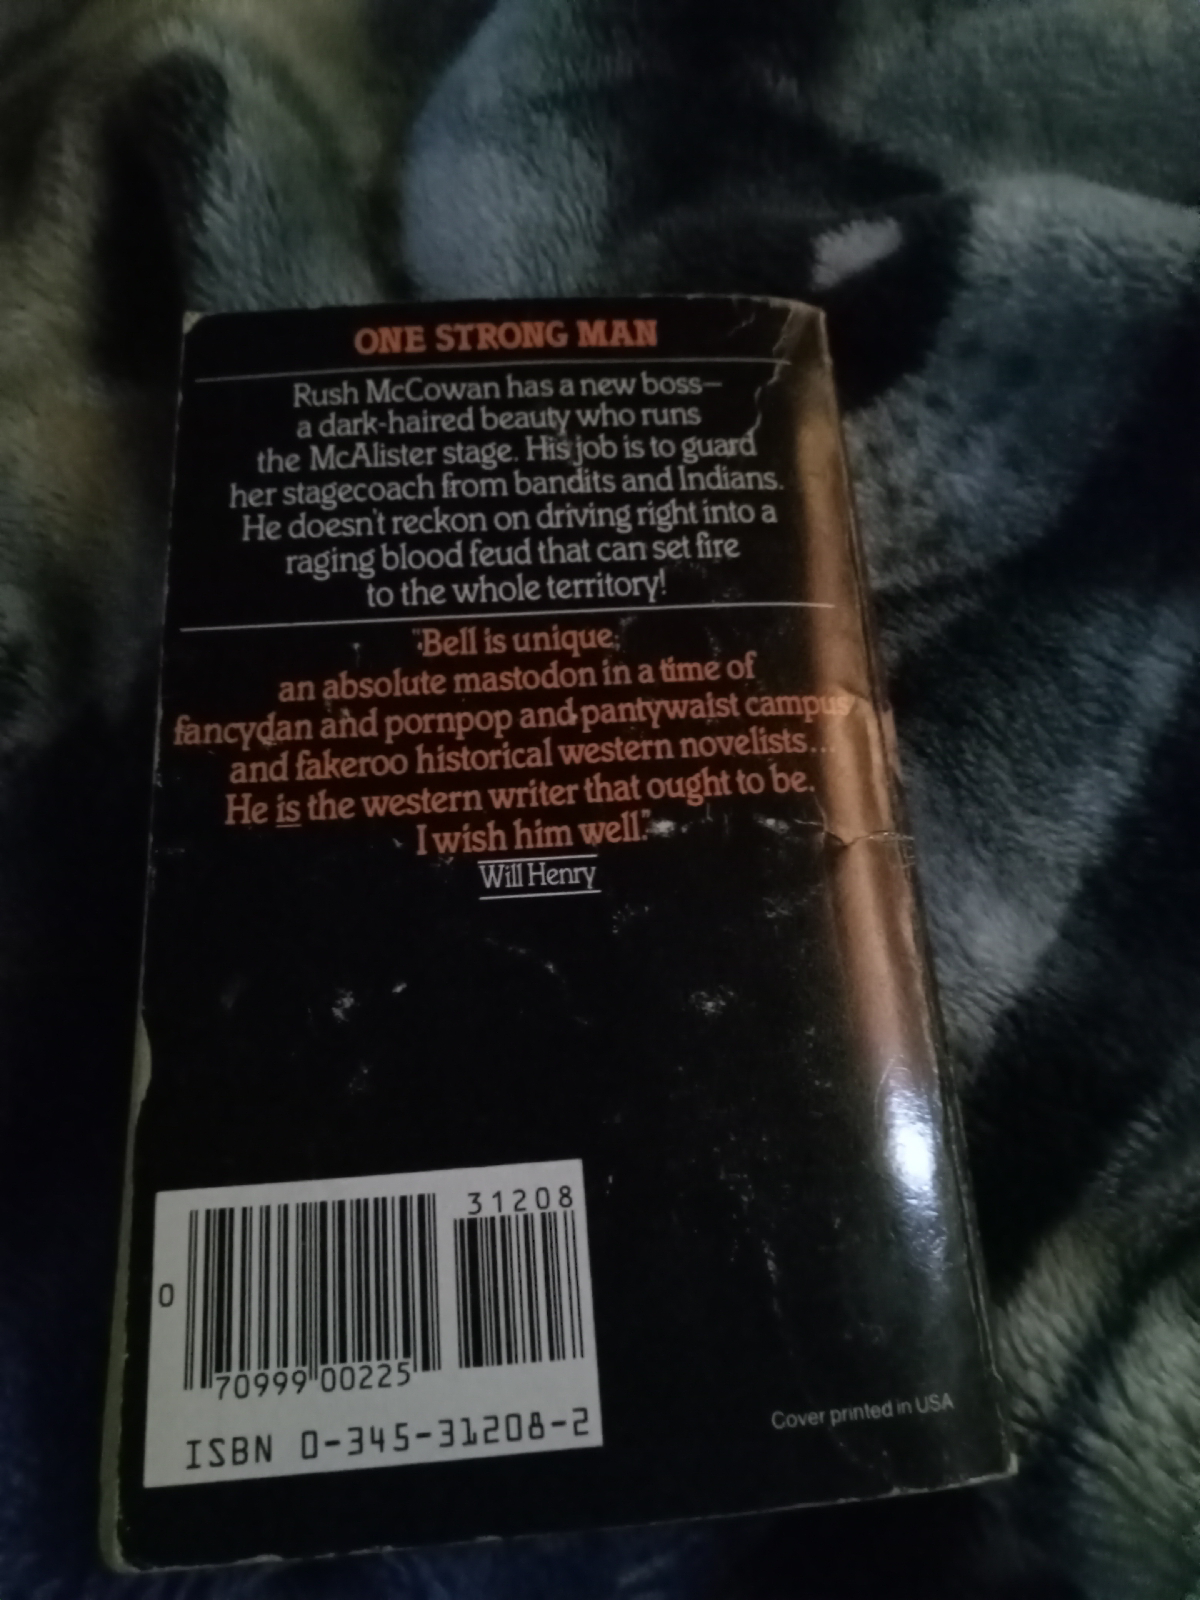 ONE STRONG MAN
Rush McCowan has a new boss—
a dark-haired beauty who runs
the McAlister stage. His job is to guard
her stagecoach from bandits and Indians.
He doesn't reckon on driving right into a
raging blood feud that can set fire
to the whole territory!
"Bell is unique;
an absolute mastodon in a time of
fancydan and pornpop and pantywaist campus
and fakeroo historical western novelists...
He is the western writer that ought to be.
I wish him well."
Will Henry
31208
0
70999 00225
ISBN 0-345-31208-2
Cover printed in USA